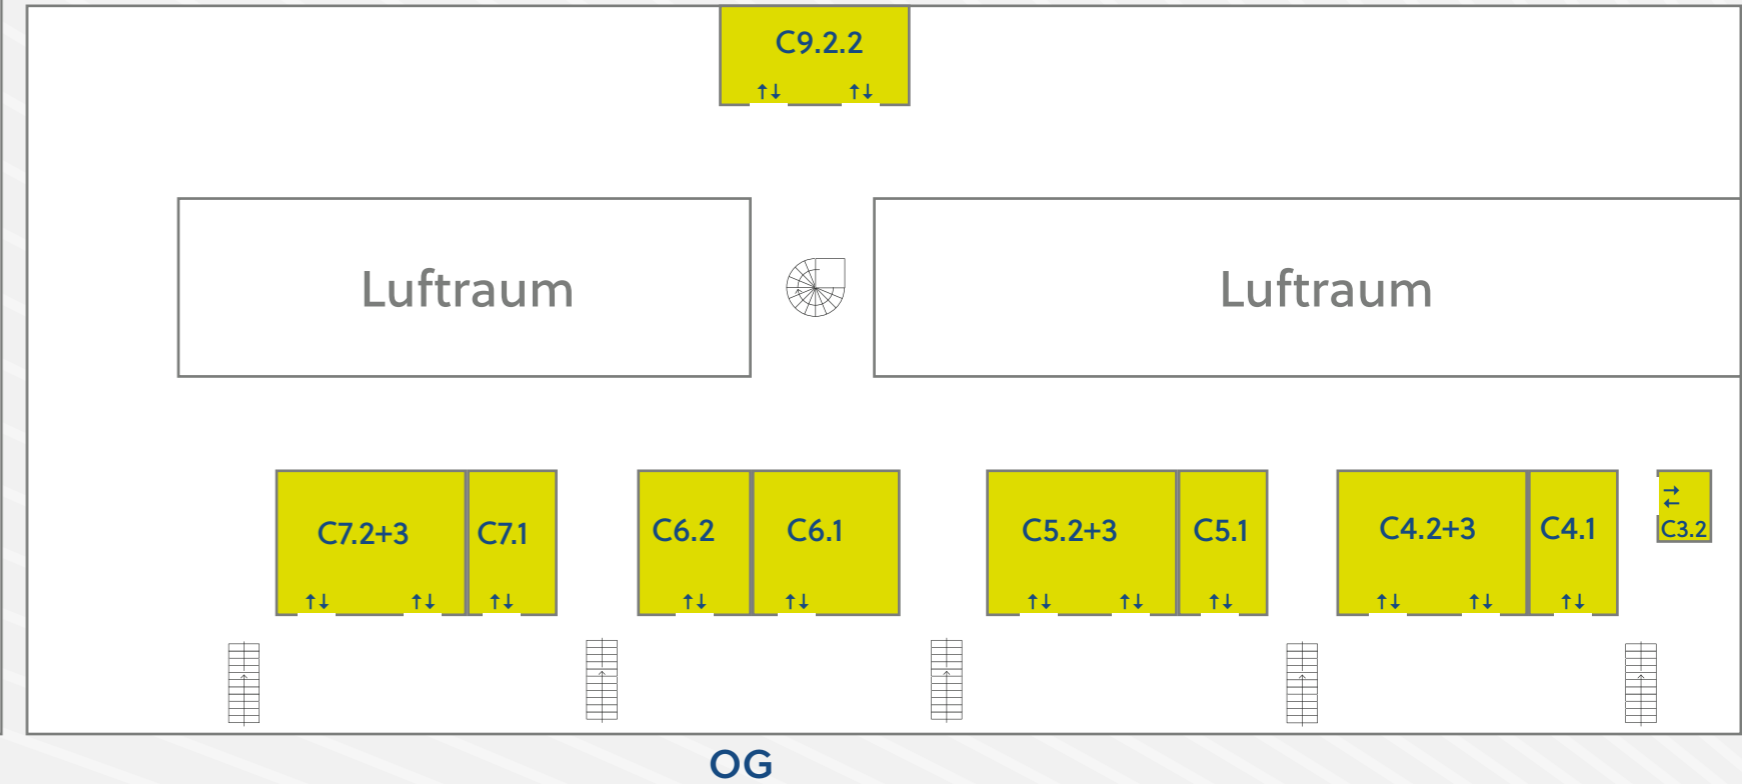 C9.2.2
Luftraum
Luftraum
C7.2+3
C7.1
C6.2
C6.1
C5.2+3
C5.1
C4.2+3
C4.1
C3.2
OG